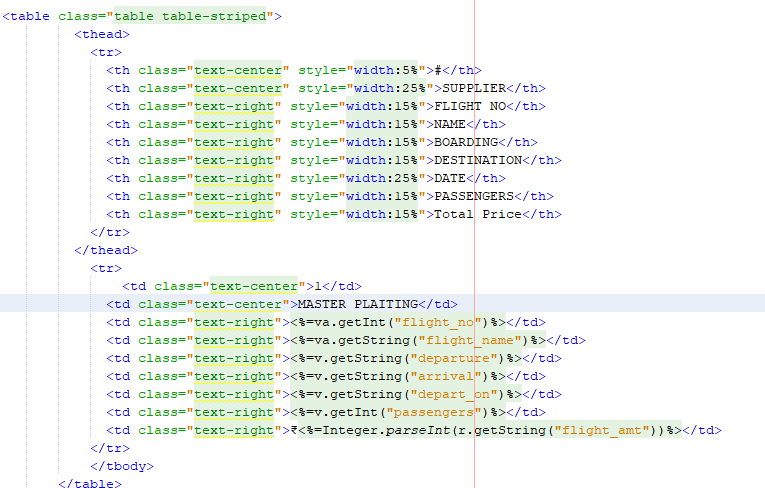 <table class="table table-striped">
<thead>
<tr>
<th class="text-center" style="width:5%">#</th>
<th class="text-center" style="width:25%">SUPPLIER</th>
<th class="text-right" style="width:15%">FLIGHT NO</th>
<th class="text-right" style="width:15%">NAME</th>
<th class="text-right" style="width:15%">BOARDING</th>
<th class="text-right" style="width:15%">DESTINATION</th>
<th class="text-right" style="width:25%">DATE</th>
<th class="text-right" style="width:15%">PASSENGERS</th>
<th class="text-right" style="width:15%">Total Price</th>
</tr>
</thead>
<tr>
<td class="text-center">1</td>
<td class="text-center">MASTER PLAITING</td>
<td class="text-right"><%=va.getInt("flight_no")%></td>
<td class="text-right"><%=va.getString("flight_name")%></td>
<td class="text-right"><%=v.getString("departure")%></td>
<td class="text-right"><%=v.getString("arrival")%></td>
<td class="text-right"><%=v.getString("depart_on")%></td>
<td class="text-right"><%=v.getInt("passengers")%></td>
<td class="text-right">₹<%=Integer.parseInt(r.getString("flight_amt"))%></td>
</tr>
</tbody>
</table>